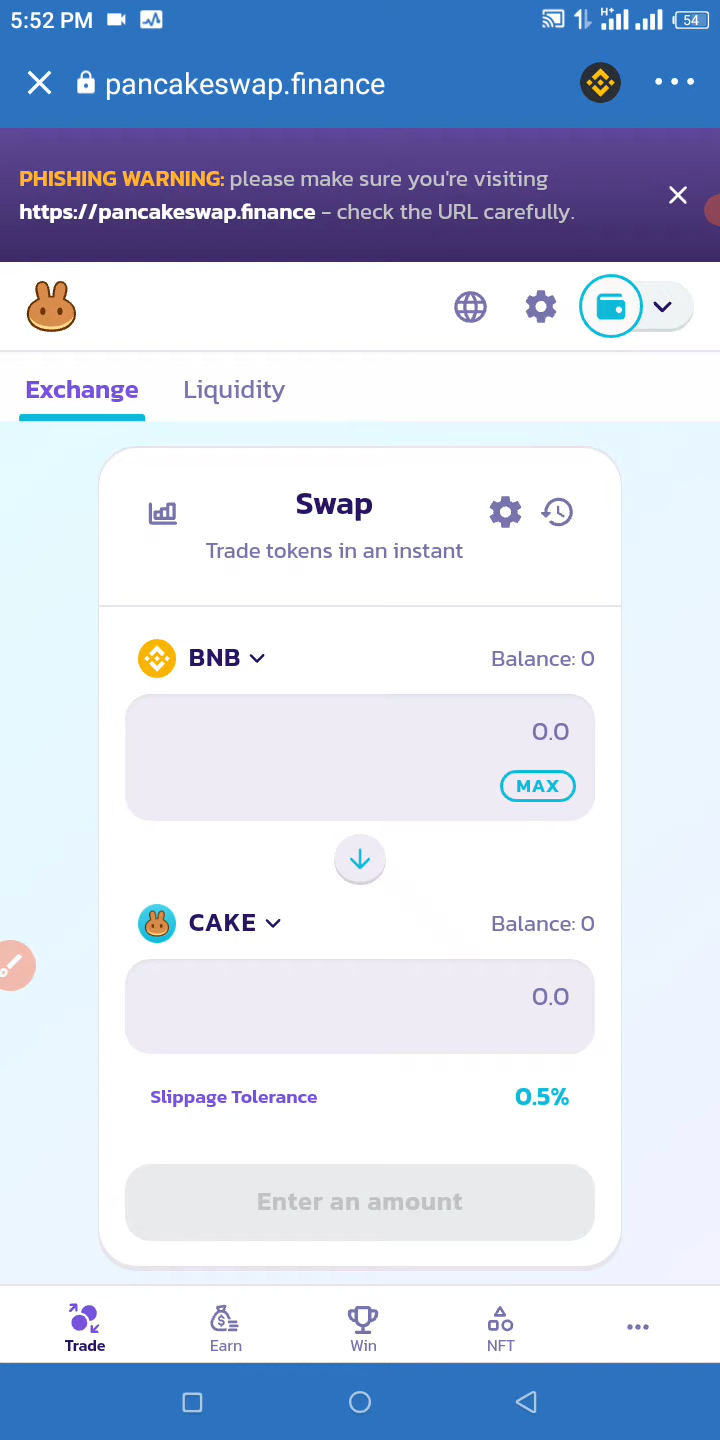 5:52 PM
H+
54
pancakeswap.finance
PHISHING WARNING: please make sure you're visiting
https://pancakeswap.finance - check the URL carefully.
Exchange
Liquidity
Swap
Trade tokens in an instant
BNB
Balance: 0
0.0
MAX
CAKE
Balance: 0
0.0
Slippage Tolerance
0.5%
Enter an amount
Trade
Earn
Win
NFT